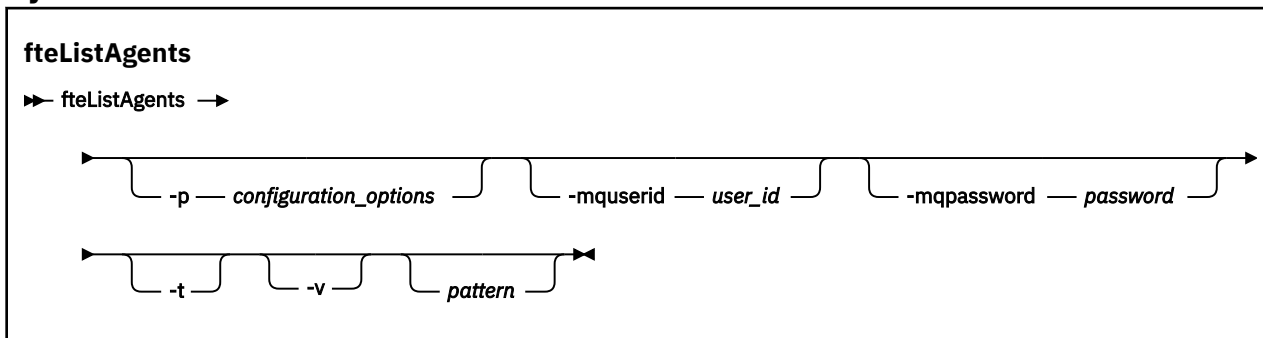 fteListAgents
fteListAgents
-p configuration_options -mquserid user_id -mqpassword password
-t -v pattern